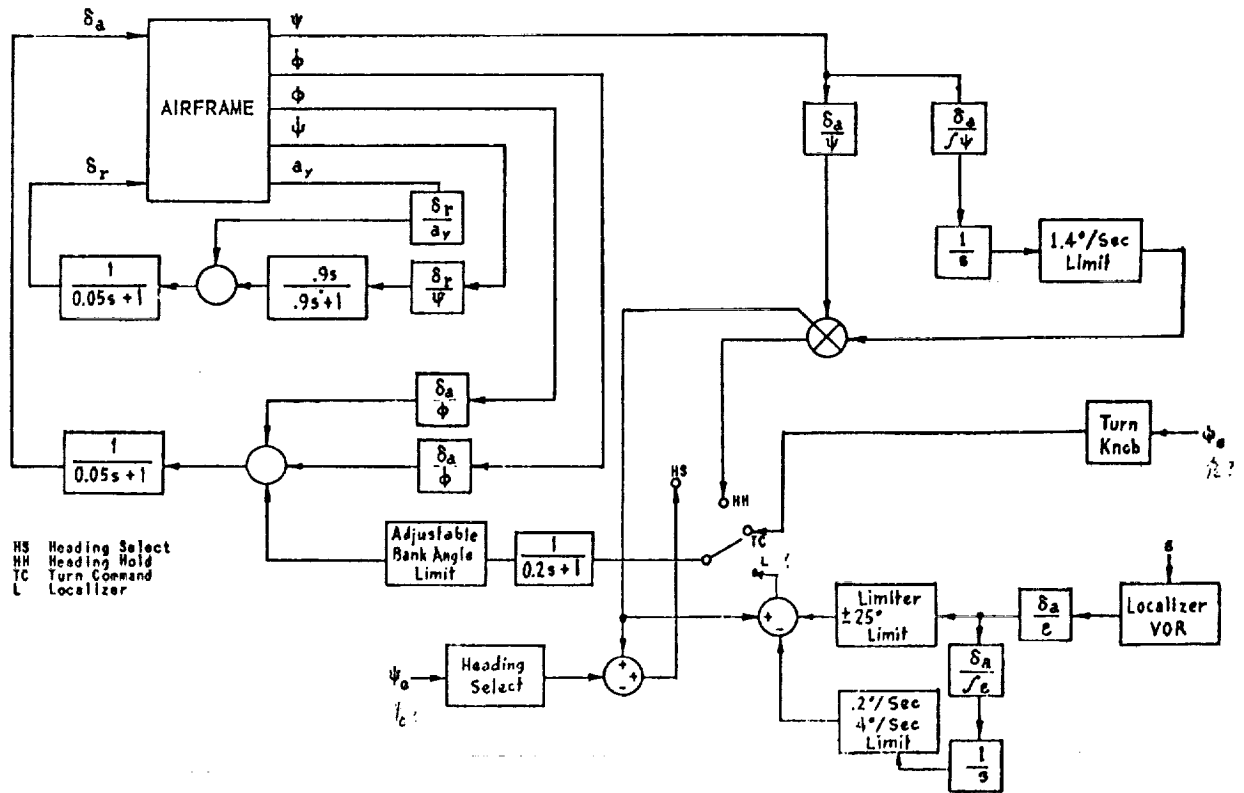 δa
ψ
φ̇
AIRFRAME
φ
ψ̇
δr
ay
δr
ay
δa
ψ
δa
∫ψ
1
0.05s+1
.9s
.9s+1
δr
ψ̇
1
s
1.4°/Sec
Limit
δa
φ
1
0.05s+1
δa
φ̇
HS
HH
Turn
Knob
HS Heading Select
HH Heading Hold
TC Turn Command
L Localizer
Adjustable
Bank Angle
Limit
1
0.2s+1
TC
L
Limiter
±25°
Limit
δa
e
Localizer
VOR
s
+
-
δA
∫e
ψe
Heading
Select
+
+
-
.2°/Sec
.4°/Sec
Limit
1
s